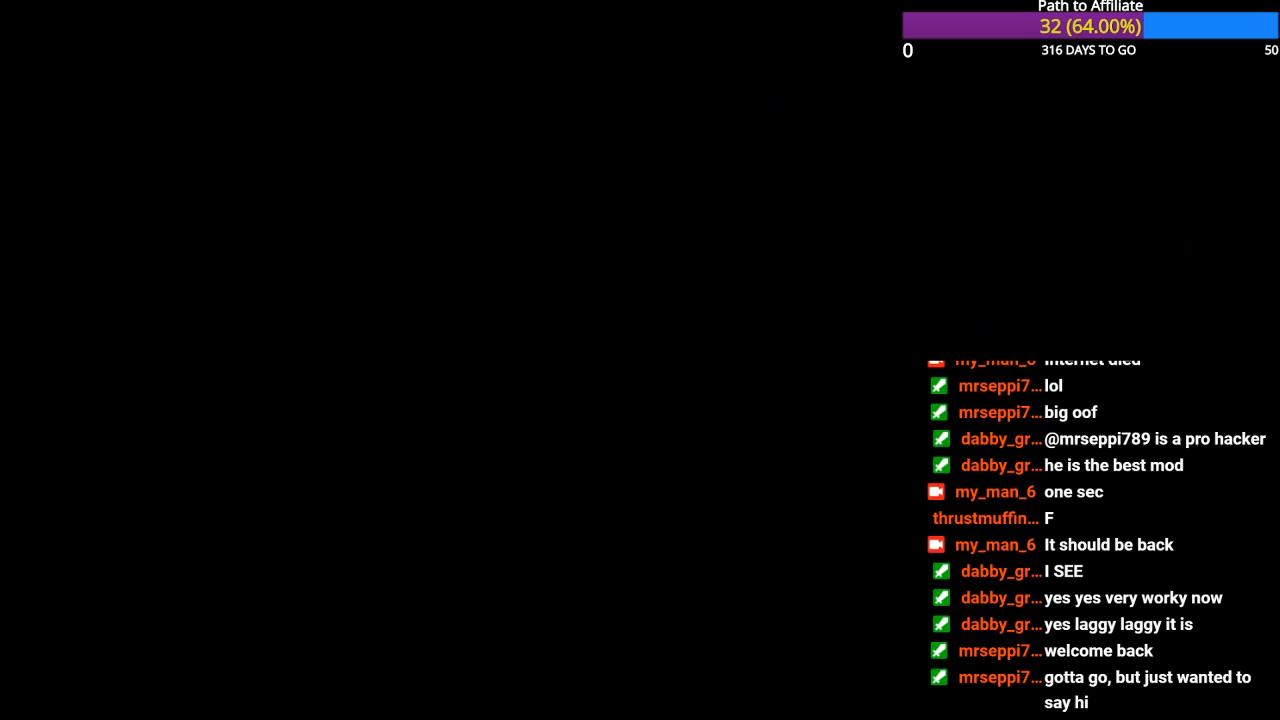 Path to Affiliate
32 (64.00%)
0 316 DAYS TO GO 50
my_man_6 Internet died
mrseppi7… lol
mrseppi7… big oof
dabby_gr… @mrseppi789 is a pro hacker
dabby_gr… he is the best mod
my_man_6 one sec
thrustmuffin… F
my_man_6 It should be back
dabby_gr… I SEE
dabby_gr… yes yes very worky now
dabby_gr… yes laggy laggy it is
mrseppi7… welcome back
mrseppi7… gotta go, but just wanted to
say hi